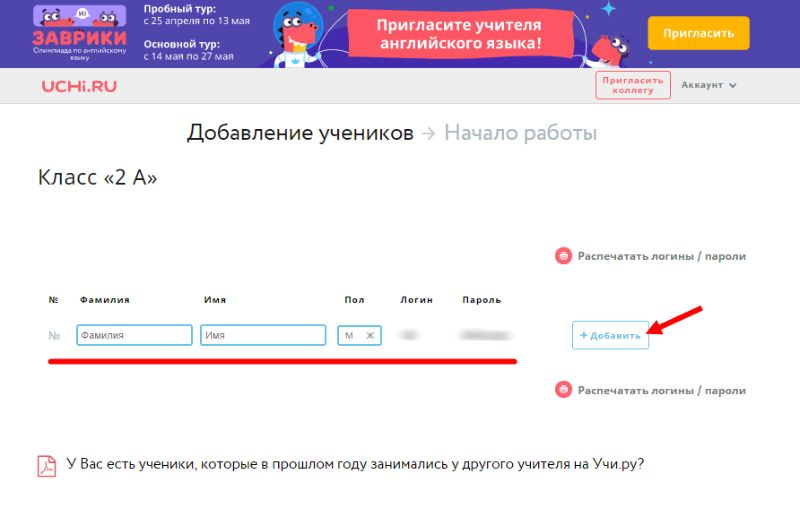 Hi
ЗАВРИКИ
Олимпиада по английскому
языку
Пробный тур:
с 25 апреля по 13 мая
Основной тур:
с 14 мая по 27 мая
Пригласите учителя
английского языка!
Пригласить
UCHi.RU
Пригласить
коллегу
Аккаунт
Добавление учеников → Начало работы
Класс «2 А»
Распечатать логины / пароли
№ Фамилия Имя Пол Логин Пароль
№ Фамилия Имя М Ж + Добавить
Распечатать логины / пароли
У Вас есть ученики, которые в прошлом году занимались у другого учителя на Учи.ру?